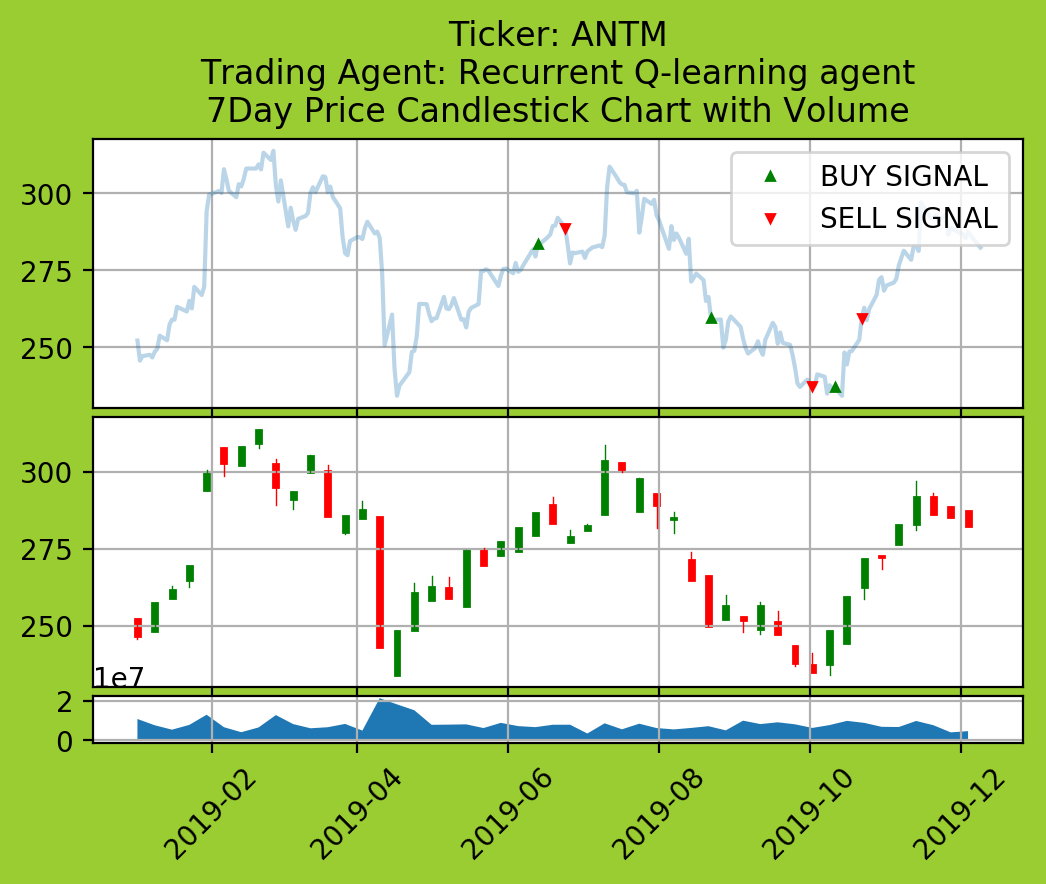 Ticker: ANTM
Trading Agent: Recurrent Q-learning agent
7Day Price Candlestick Chart with Volume
BUY SIGNAL
SELL SIGNAL
300
275
250
300
275
250
1e7
2
0
2019-02
2019-04
2019-06
2019-08
2019-10
2019-12